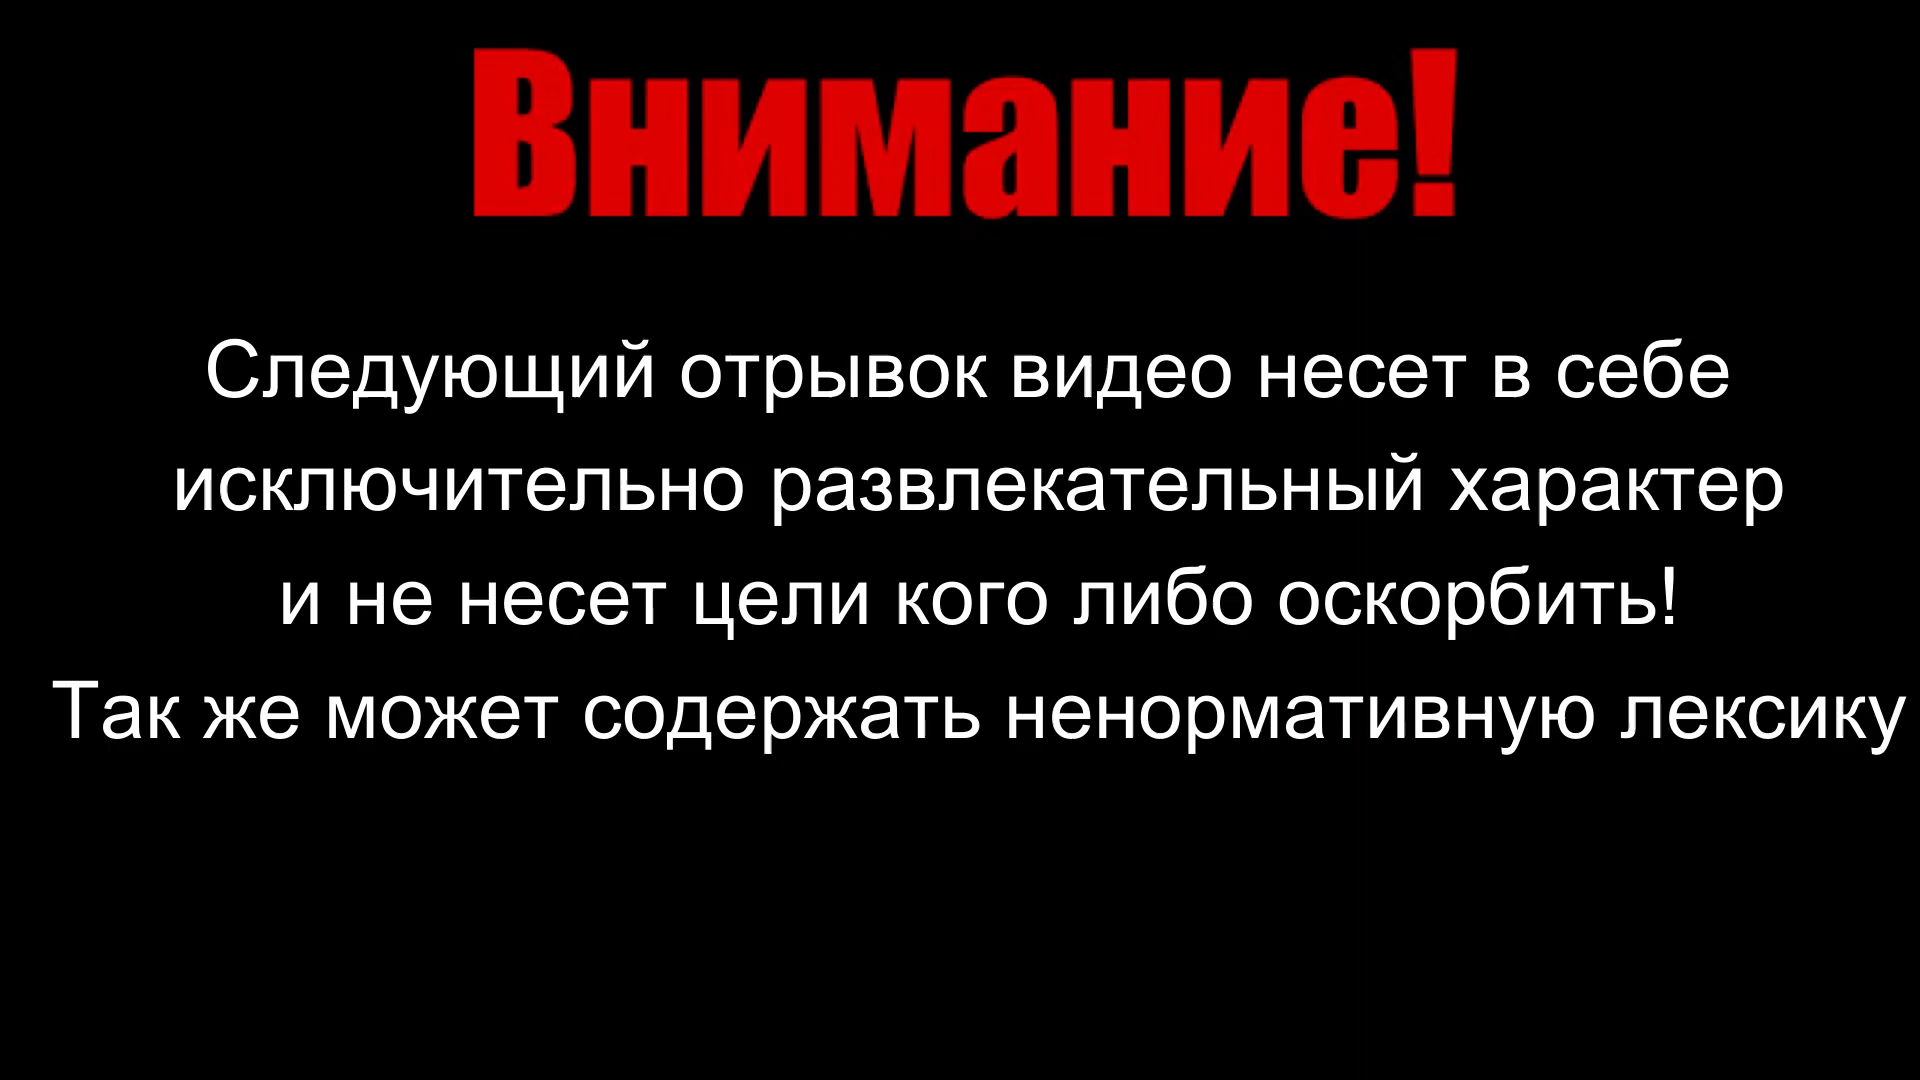 Внимание!
Следующий отрывок видео несет в себе
исключительно развлекательный характер
и не несет цели кого либо оскорбить!
Так же может содержать ненормативную лексику